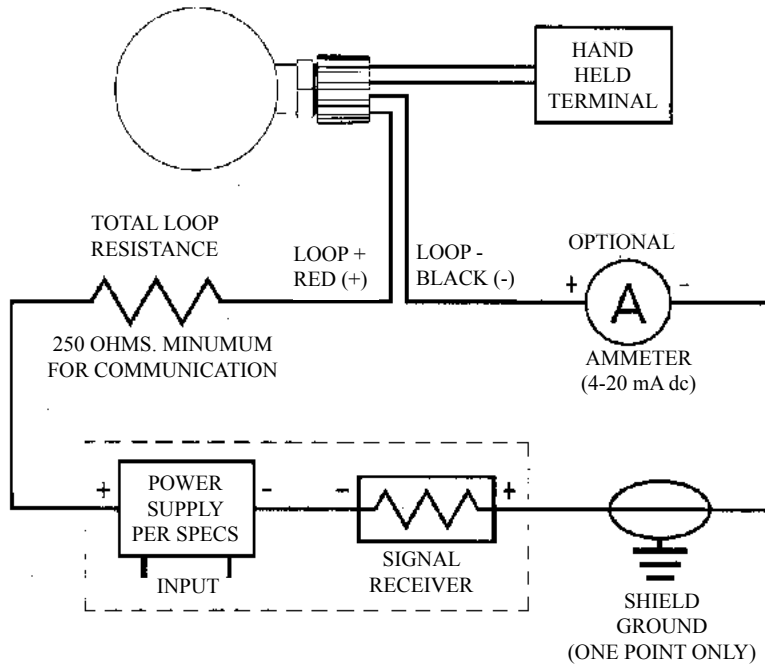 HAND
HELD
TERMINAL
TOTAL LOOP
RESISTANCE
LOOP +
RED (+)
LOOP -
BLACK (-)
OPTIONAL
+
-
A
250 OHMS. MINUMUM
FOR COMMUNICATION
AMMETER
(4-20 mA dc)
+
POWER
SUPPLY
PER SPECS
-
-
+
INPUT
SIGNAL
RECEIVER
SHIELD
GROUND
(ONE POINT ONLY)